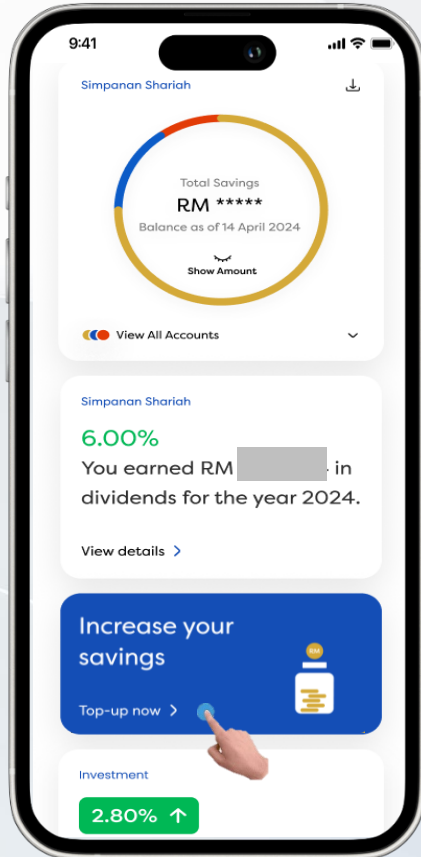 9:41
Simpanan Shariah
Total Savings
RM *****
Balance as of 14 April 2024
Show Amount
View All Accounts
Simpanan Shariah
6.00%
You earned RM in
dividends for the year 2024.
View details
Increase your
savings
RM
Top-up now
Investment
2.80% ↑